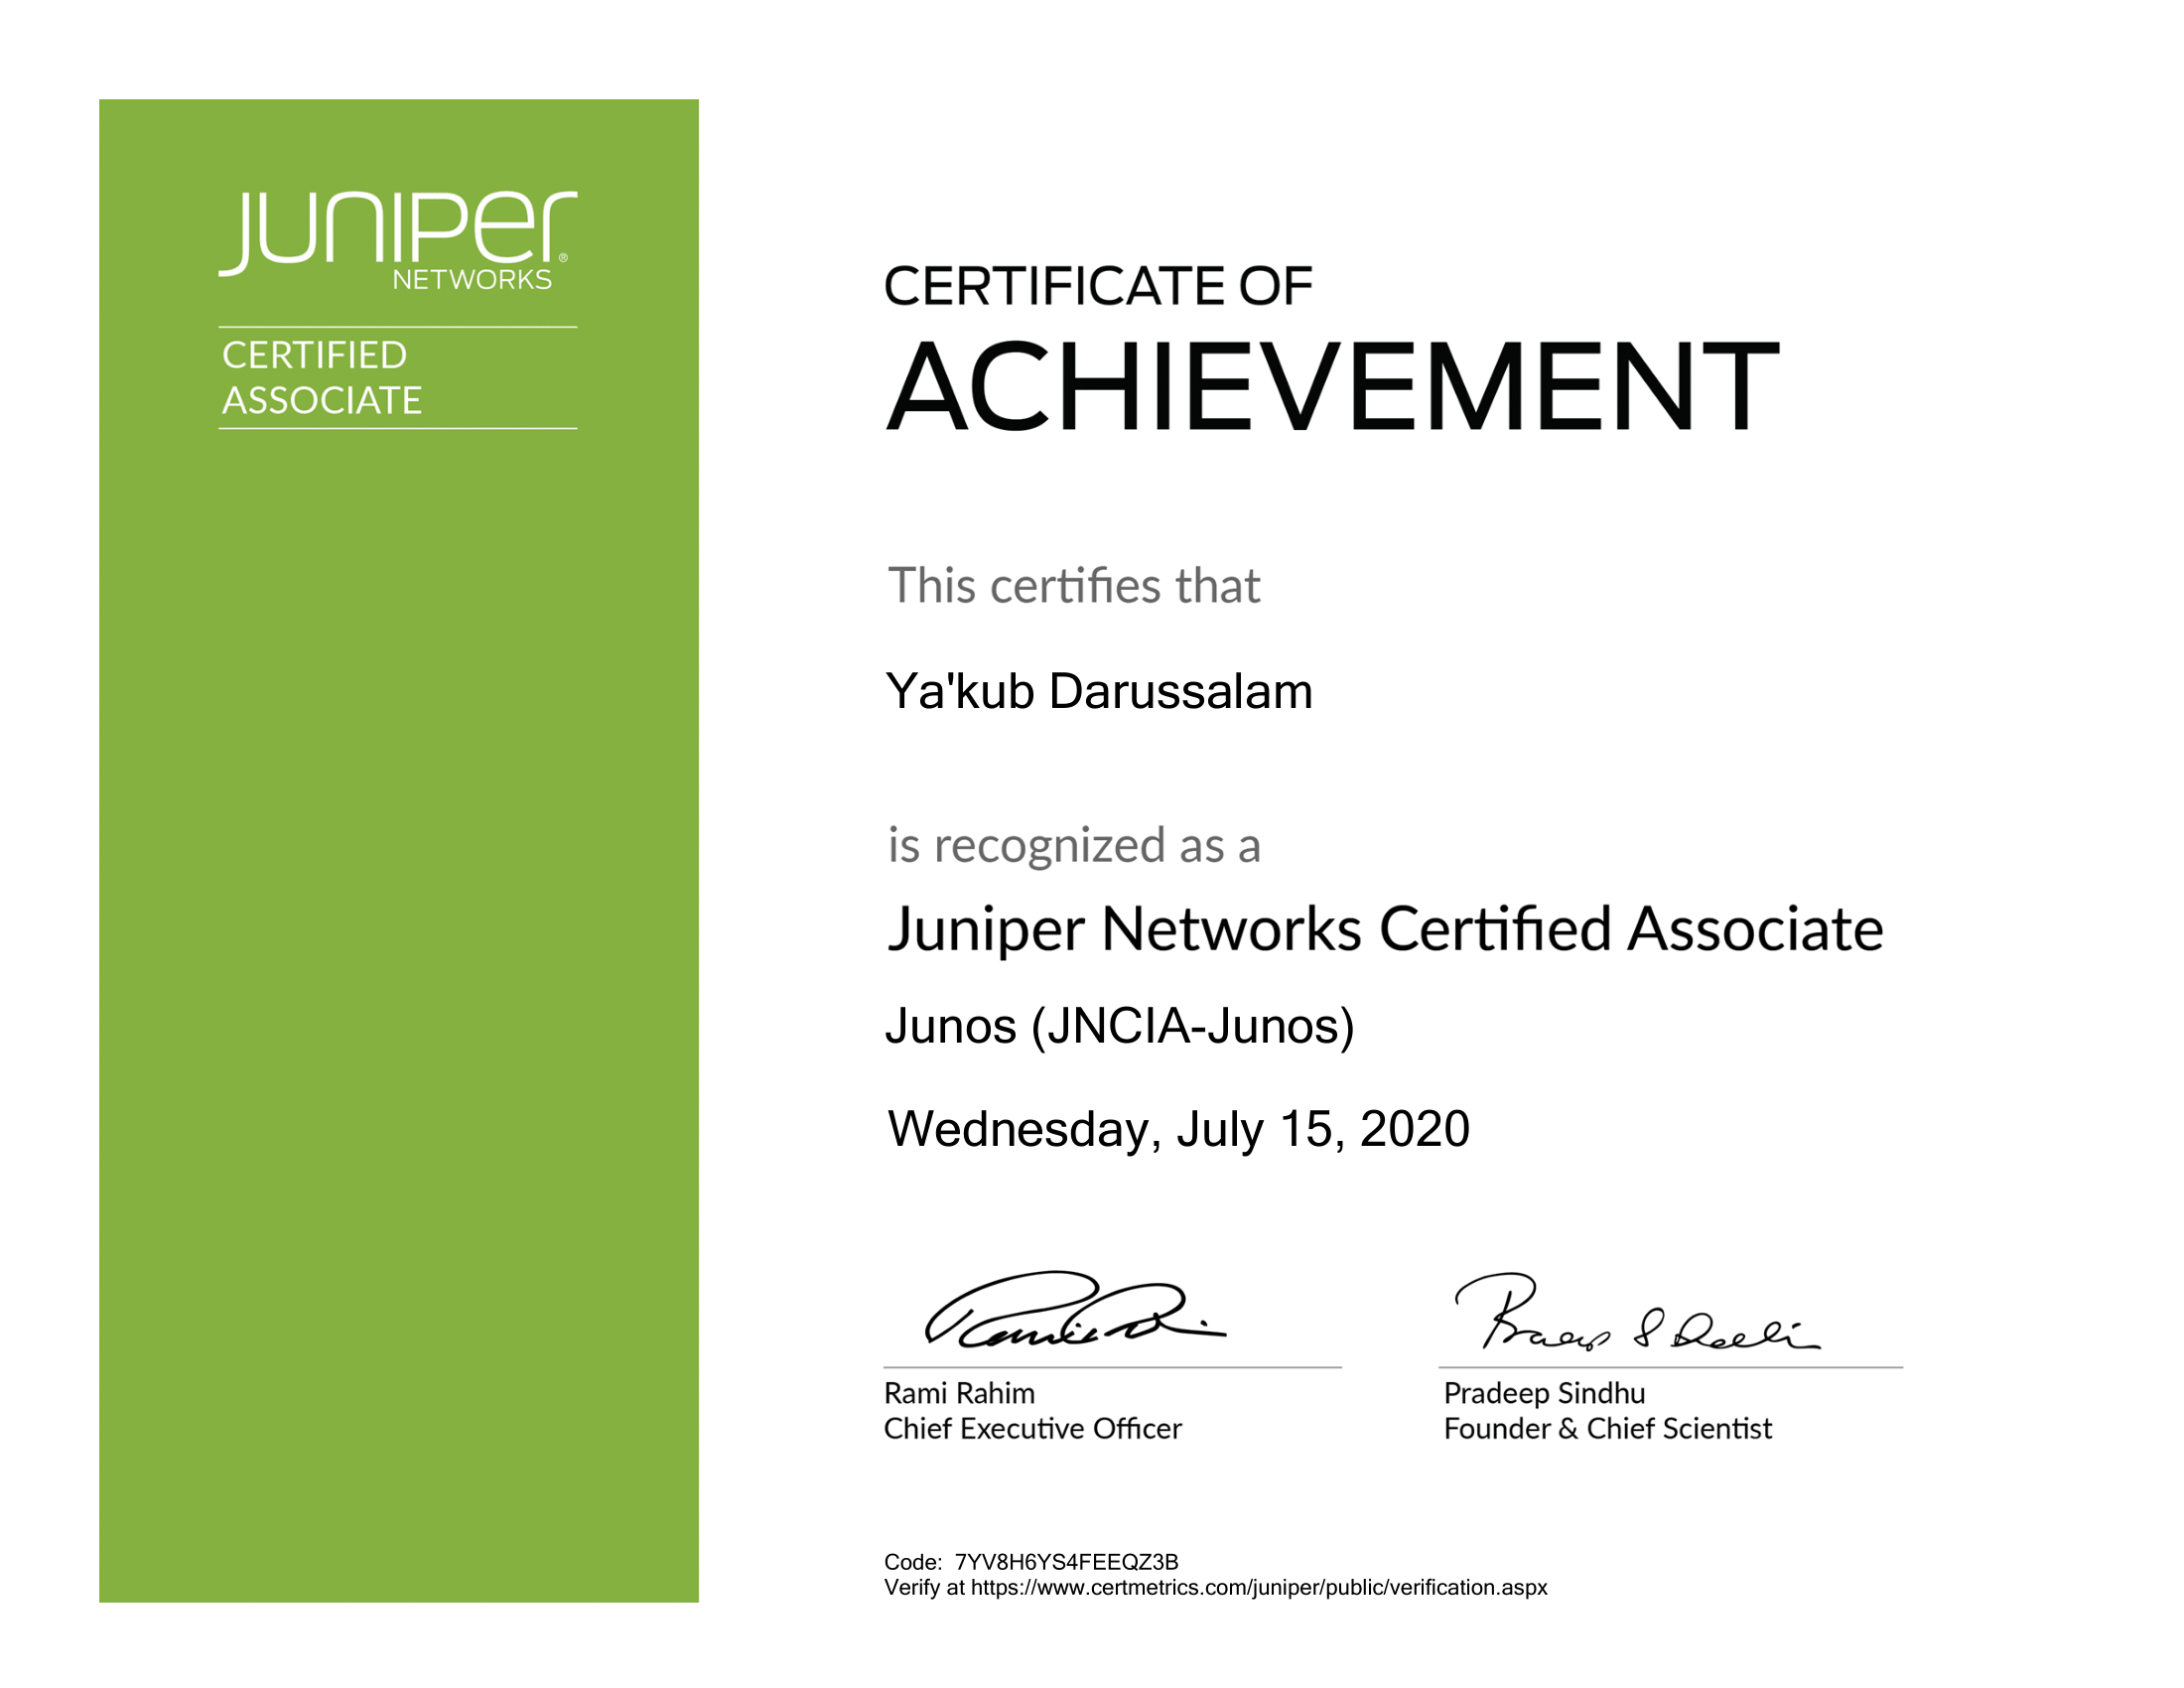 Juniper®
NETWORKS
CERTIFIED
ASSOCIATE
CERTIFICATE OF
ACHIEVEMENT
This certifies that
Ya'kub Darussalam
is recognized as a
Juniper Networks Certified Associate
Junos (JNCIA-Junos)
Wednesday, July 15, 2020
Rami Rahim
Chief Executive Officer
Pradeep Sindhu
Founder & Chief Scientist
Code: 7YV8H6YS4FEEQZ3B
Verify at https://www.certmetrics.com/juniper/public/verification.aspx